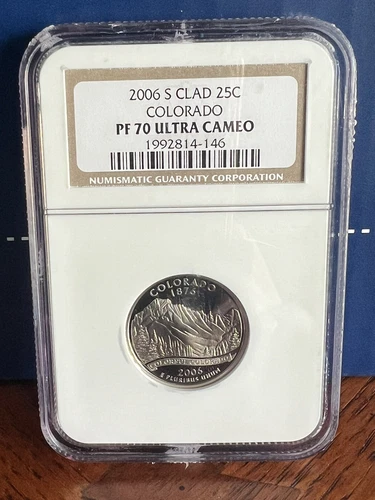 2006 S CLAD 25C
COLORADO
PF 70 ULTRA CAMEO
1992814-146
NUMISMATIC GUARANTY CORPORATION
COLORADO
1876
COLORFUL COLORADO
2006
E PLURIBUS UNUM